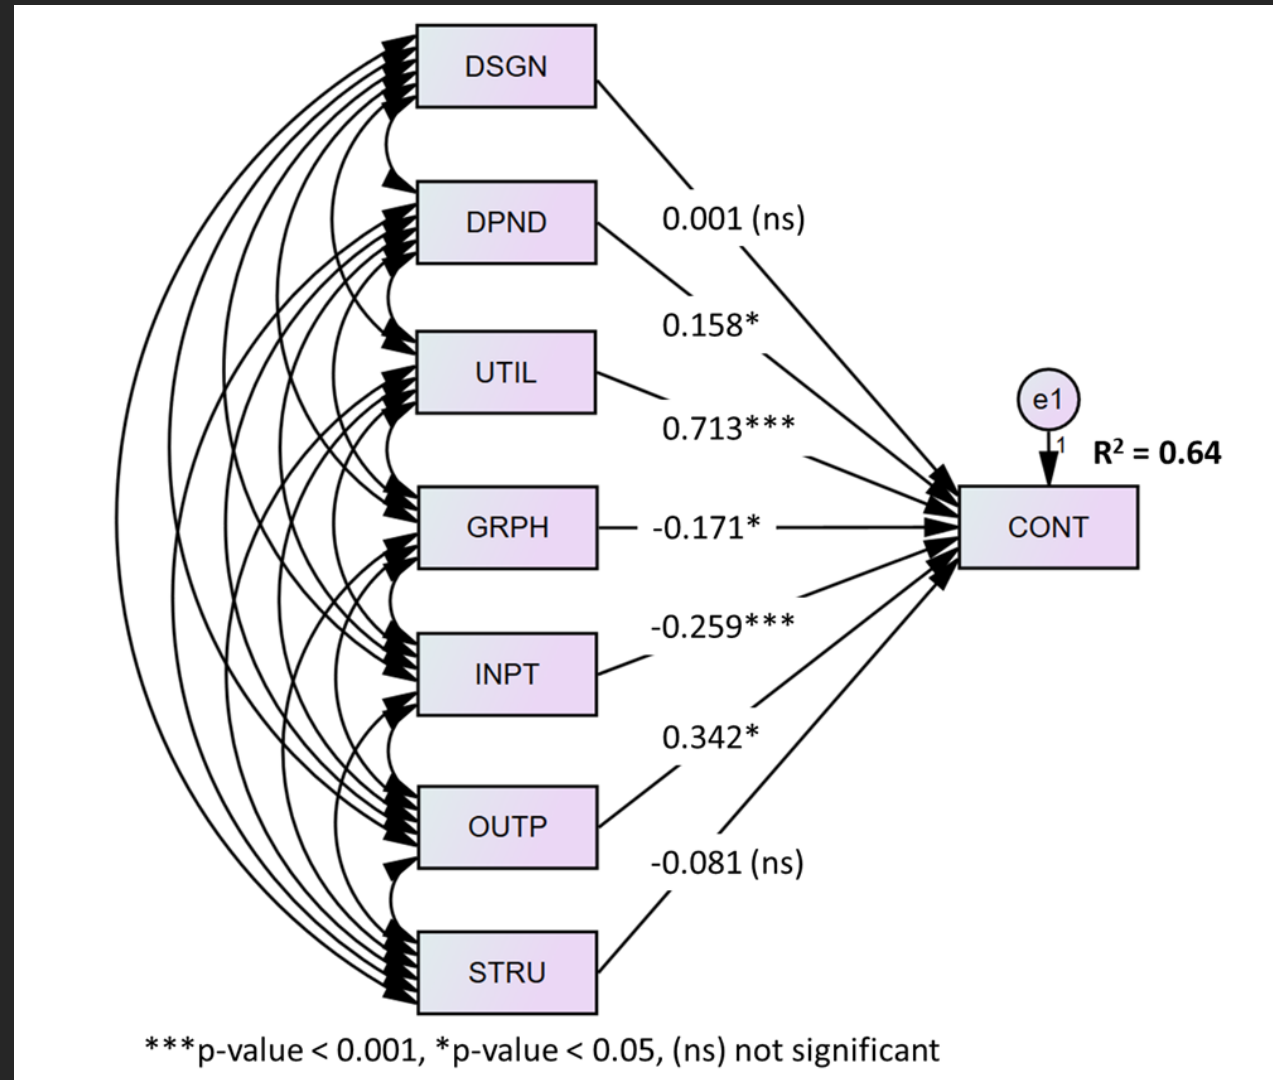 DSGN
DPND
UTIL
GRPH
INPT
OUTP
STRU
0.001 (ns)
0.158*
0.713***
-0.171*
-0.259***
0.342*
-0.081 (ns)
e1
1
R² = 0.64
CONT
***p-value < 0.001, *p-value < 0.05, (ns) not significant